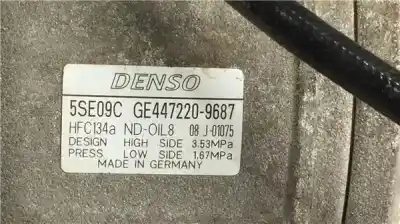 DENSO
5SE09C GE447220-9687
HFC134a ND-OIL8 08 J-01075
DESIGN HIGH SIDE 3.53MPa
PRESS LOW SIDE 1.67MPa
MADE IN GERMANY